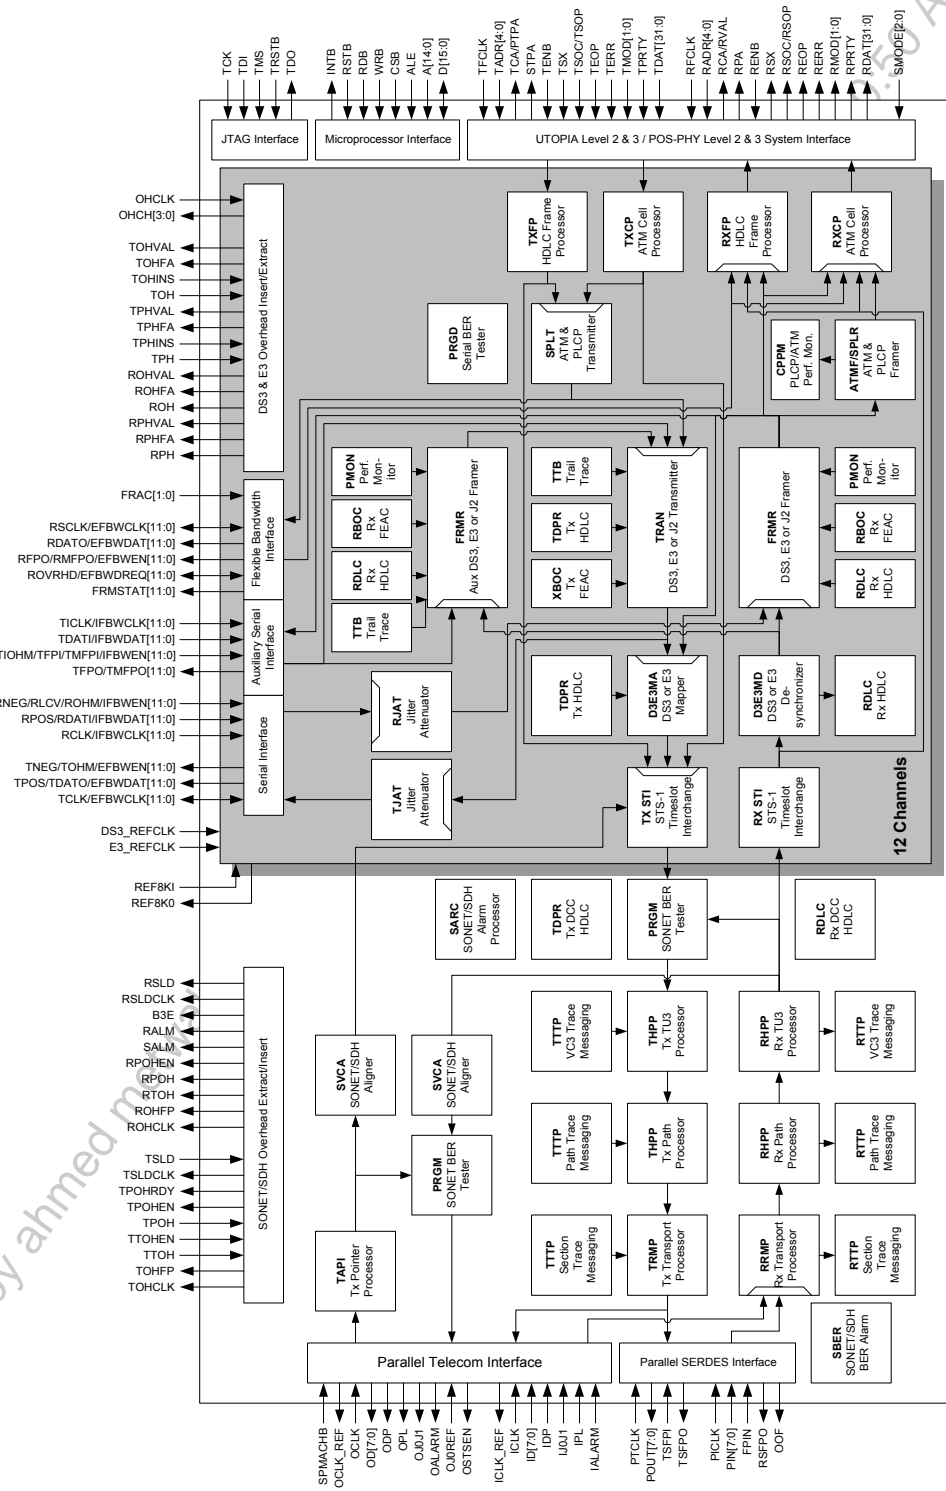 TCK
TDI
TMS
TRSTB
TDO
INTB
RSTB
RDB
WRB
CSB
ALE
A[14:0]
D[15:0]
TFCLK
TADR[4:0]
TCA/PTPA
STPA
TENB
TSX
TSOC/TSOP
TEOP
TERR
TMOD[1:0]
TPRTY
TDAT[31:0]
RFCLK
RADR[4:0]
RCA/RVAL
RPA
RENB
RSX
RSOC/RSOP
REOP
RERR
RMOD[1:0]
RPRTY
RDAT[31:0]
SMODE[2:0]
JTAG Interface
Microprocessor Interface
UTOPIA Level 2 & 3 / POS-PHY Level 2 & 3 System Interface
OHCLK
OHCH[3:0]
TOHVAL
TOHFA
TOHINS
TOH
TPHVAL
TPHFA
TPHINS
TPH
ROHVAL
ROHFA
ROH
RPHVAL
RPHFA
RPH
DS3 & E3 Overhead Insert/Extract
TXFP
HDLC Frame
Processor
TXCP
ATM Cell
Processor
RXFP
HDLC
Frame
Processor
RXCP
ATM Cell
Processor
PRGD
Serial BER
Tester
SPLT
ATM &
PLCP
Transmitter
CPPM
PLCP/ATM
Perf. Mon.
ATMF/SPLR
ATM &
PLCP
Framer
FRAC[1:0]
RSCLK/EFBWCLK[11:0]
RDATO/EFBWDAT[11:0]
RFPO/RMFPO/EFBWEN[11:0]
ROVRHD/EFBWDREQ[11:0]
FRMSTAT[11:0]
Flexible Bandwidth
Interface
PMON
Perf.
Mon-
itor
RBOC
Rx
FEAC
RDLC
Rx
HDLC
TTB
Trail
Trace
FRMR
Aux DS3, E3 or J2 Framer
TTB
Trail
Trace
TDPR
Tx
HDLC
XBOC
Tx
FEAC
TRAN
DS3, E3 or J2 Transmitter
FRMR
DS3, E3 or J2 Framer
PMON
Perf.
Mon-
itor
RBOC
Rx
FEAC
RDLC
Rx
HDLC
TICLK/IFBWCLK[11:0]
TDATI/IFBWDAT[11:0]
TIOHM/TFPI/TMFPI/IFBWEN[11:0]
TFPO/TMFPO[11:0]
Auxiliary Serial
Interface
RNEG/RLCV/ROHM/IFBWEN[11:0]
RPOS/RDATI/IFBWDAT[11:0]
RCLK/IFBWCLK[11:0]
TNEG/TOHM/EFBWEN[11:0]
TPOS/TDATO/EFBWDAT[11:0]
TCLK/EFBWCLK[11:0]
Serial Interface
RJAT
Jitter
Attenuator
TJAT
Jitter
Attenuator
TDPR
Tx HDLC
D3E3MA
DS3 or E3
Mapper
D3E3MD
DS3 or E3
De-
synchronizer
RDLC
Rx HDLC
TX STI
STS-1
Timeslot
Interchange
RX STI
STS-1
Timeslot
Interchange
12 Channels
DS3_REFCLK
E3_REFCLK
REF8KI
REF8K0
SARC
SONET/SDH
Alarm
Processor
TDPR
Tx DCC
HDLC
PRGM
SONET BER
Tester
RDLC
Rx DCC
HDLC
RSLD
RSLDCLK
B3E
RALM
SALM
RPOHEN
RPOH
RTOH
ROHFP
ROHCLK
TSLD
TSLDCLK
TPOHRDY
TPOHEN
TPOH
TTOHEN
TTOH
TOHFP
TOHCLK
SONET/SDH Overhead Extract/Insert
SVCA
SONET/SDH
Aligner
SVCA
SONET/SDH
Aligner
TTTP
VC3 Trace
Messaging
THPP
Tx TU3
Processor
RHPP
Rx TU3
Processor
RTTP
VC3 Trace
Messaging
PRGM
SONET BER
Tester
TTTP
Path Trace
Messaging
THPP
Tx Path
Processor
RHPP
Rx Path
Processor
RTTP
Path Trace
Messaging
TAPI
Tx Pointer
Processor
TTTP
Section
Trace
Messaging
TRMP
Tx Transport
Processor
RRMP
Rx Transport
Processor
RTTP
Section
Trace
Messaging
SBER
SONET/SDH
BER Alarm
Parallel Telecom Interface
Parallel SERDES Interface
SPMACHB
OCLK_REF
OCLK
OD[7:0]
ODP
OPL
OJ0J1
OALARM
OJ0REF
OSTSEN
ICLK_REF
ICLK
ID[7:0]
IDP
IJ0J1
IPL
IALARM
PTCLK
POUT[7:0]
TSFPI
TSFPO
PICLK
PIN[7:0]
FPIN
RSFPO
OOF
by ahmed
:50 A